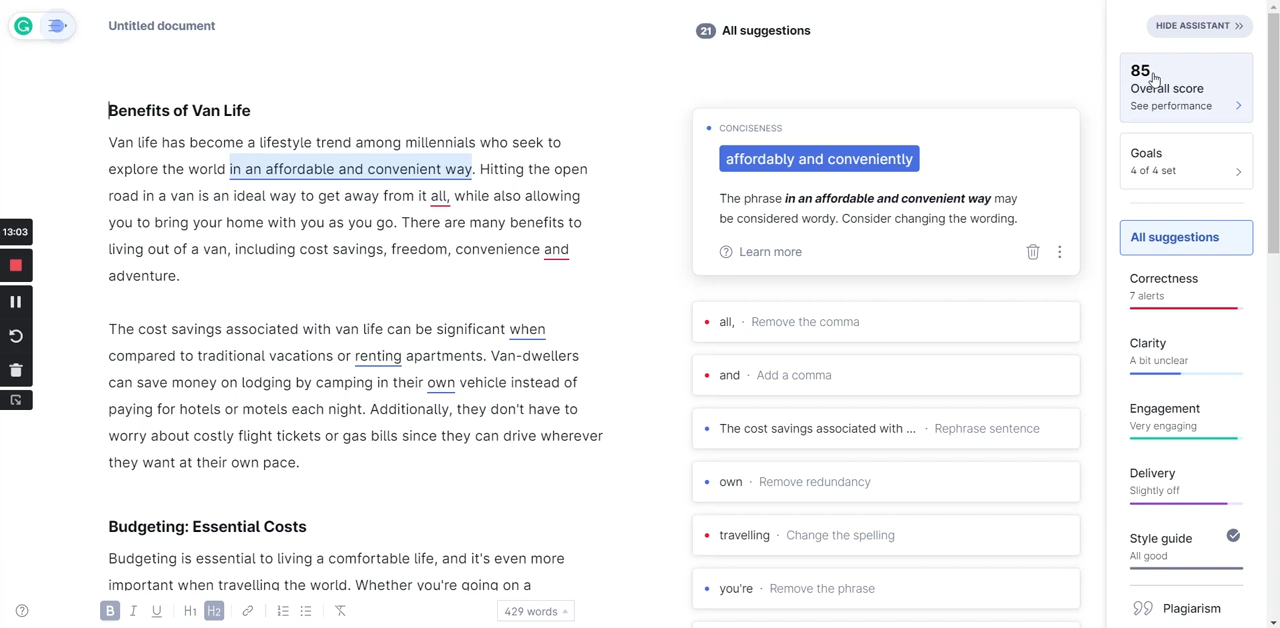 Untitled document
21 All suggestions
HIDE ASSISTANT
85
Overall score
See performance
Goals
4 of 4 set
All suggestions
Correctness
7 alerts
Clarity
A bit unclear
Engagement
Very engaging
Delivery
Slightly off
Style guide
All good
Plagiarism
13:03
Benefits of Van Life
Van life has become a lifestyle trend among millennials who seek to
explore the world in an affordable and convenient way. Hitting the open
road in a van is an ideal way to get away from it all, while also allowing
you to bring your home with you as you go. There are many benefits to
living out of a van, including cost savings, freedom, convenience and
adventure.
The cost savings associated with van life can be significant when
compared to traditional vacations or renting apartments. Van-dwellers
can save money on lodging by camping in their own vehicle instead of
paying for hotels or motels each night. Additionally, they don't have to
worry about costly flight tickets or gas bills since they can drive wherever
they want at their own pace.
Budgeting: Essential Costs
Budgeting is essential to living a comfortable life, and it's even more
important when travelling the world. Whether you're going on a
B I U H1 H2
429 words
CONCISENESS
affordably and conveniently
The phrase in an affordable and convenient way may
be considered wordy. Consider changing the wording.
Learn more
all, · Remove the comma
and · Add a comma
The cost savings associated with ... · Rephrase sentence
own · Remove redundancy
travelling · Change the spelling
you're · Remove the phrase